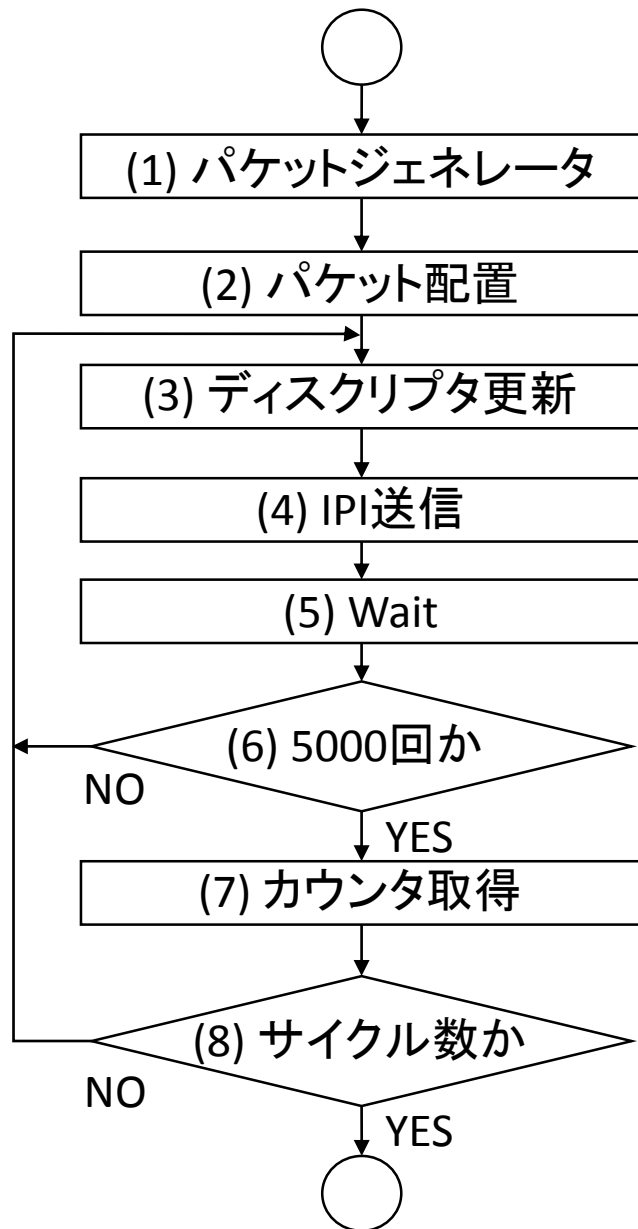 (1) パケットジェネレータ
(2) パケット配置
(3) ディスクリプタ更新
(4) IPI送信
(5) Wait
(6) 5000回か
NO
YES
(7) カウンタ取得
(8) サイクル数か
NO
YES